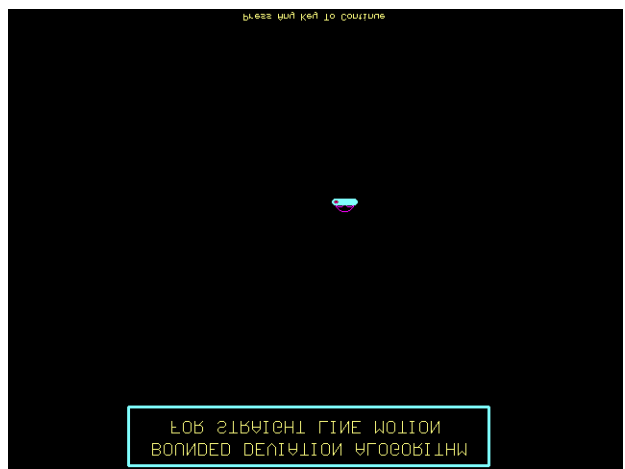 BOUNDED DEVIATION ALOGORITHM
FOR STRAIGHT LINE MOTION
Press Any Key To Continue